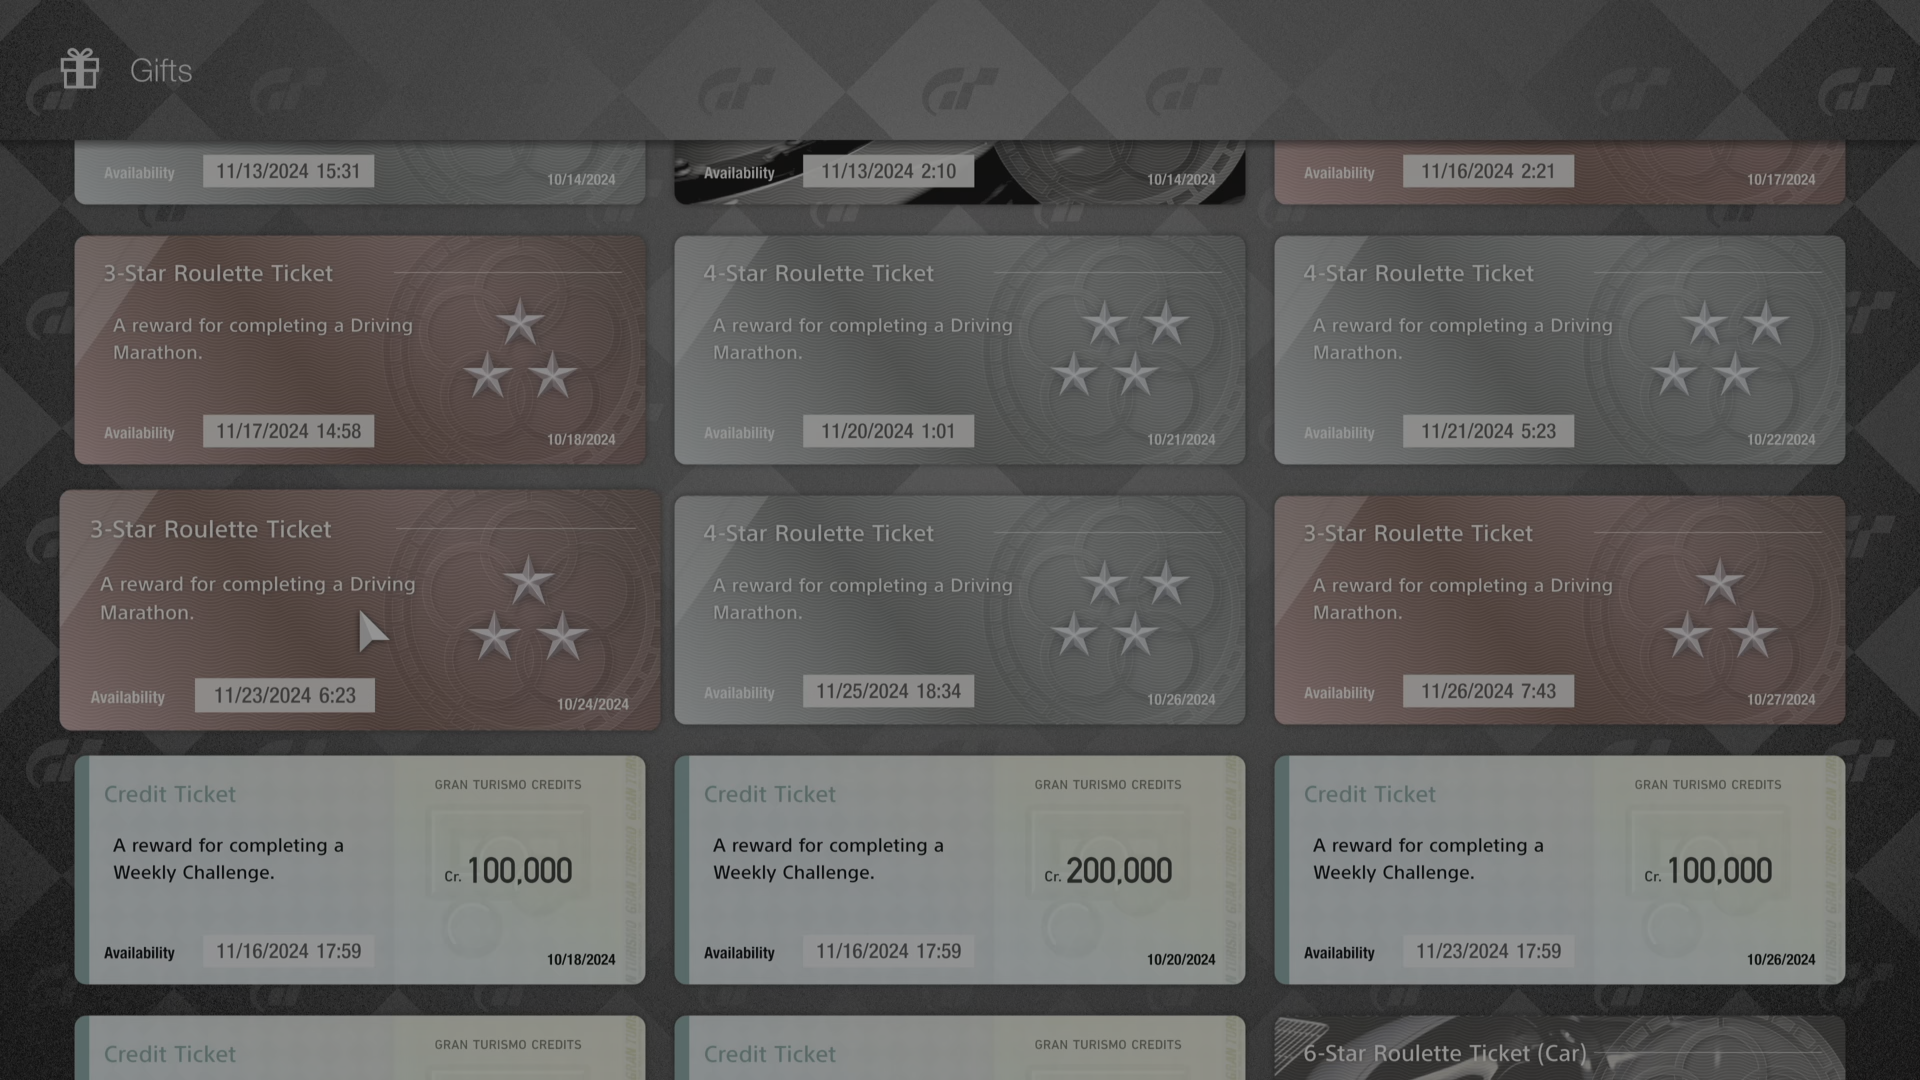 Gifts
Availability 11/13/2024 15:31 10/14/2024
Availability 11/13/2024 2:10 10/14/2024
Availability 11/16/2024 2:21 10/17/2024
3-Star Roulette Ticket
A reward for completing a Driving
Marathon.
Availability 11/17/2024 14:58 10/18/2024
4-Star Roulette Ticket
A reward for completing a Driving
Marathon.
Availability 11/20/2024 1:01 10/21/2024
4-Star Roulette Ticket
A reward for completing a Driving
Marathon.
Availability 11/21/2024 5:23 10/22/2024
3-Star Roulette Ticket
A reward for completing a Driving
Marathon.
Availability 11/23/2024 6:23 10/24/2024
4-Star Roulette Ticket
A reward for completing a Driving
Marathon.
Availability 11/25/2024 18:34 10/26/2024
3-Star Roulette Ticket
A reward for completing a Driving
Marathon.
Availability 11/26/2024 7:43 10/27/2024
Credit Ticket
GRAN TURISMO CREDITS
A reward for completing a
Weekly Challenge.
Cr. 100,000
Availability 11/16/2024 17:59 10/18/2024
Credit Ticket
GRAN TURISMO CREDITS
A reward for completing a
Weekly Challenge.
Cr. 200,000
Availability 11/16/2024 17:59 10/20/2024
Credit Ticket
GRAN TURISMO CREDITS
A reward for completing a
Weekly Challenge.
Cr. 100,000
Availability 11/23/2024 17:59 10/26/2024
Credit Ticket
GRAN TURISMO CREDITS
Credit Ticket
GRAN TURISMO CREDITS
6-Star Roulette Ticket (Car)